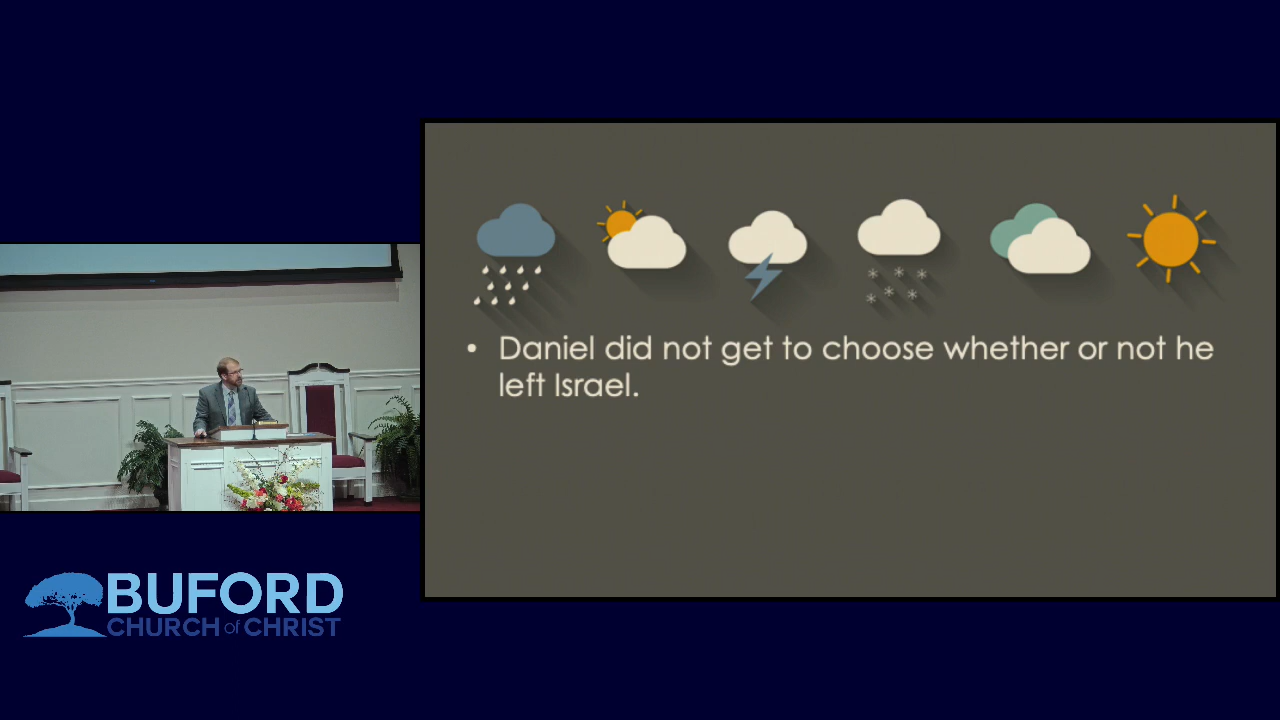 • Daniel did not get to choose whether or not he
left Israel.
BUFORD
CHURCH of CHRIST